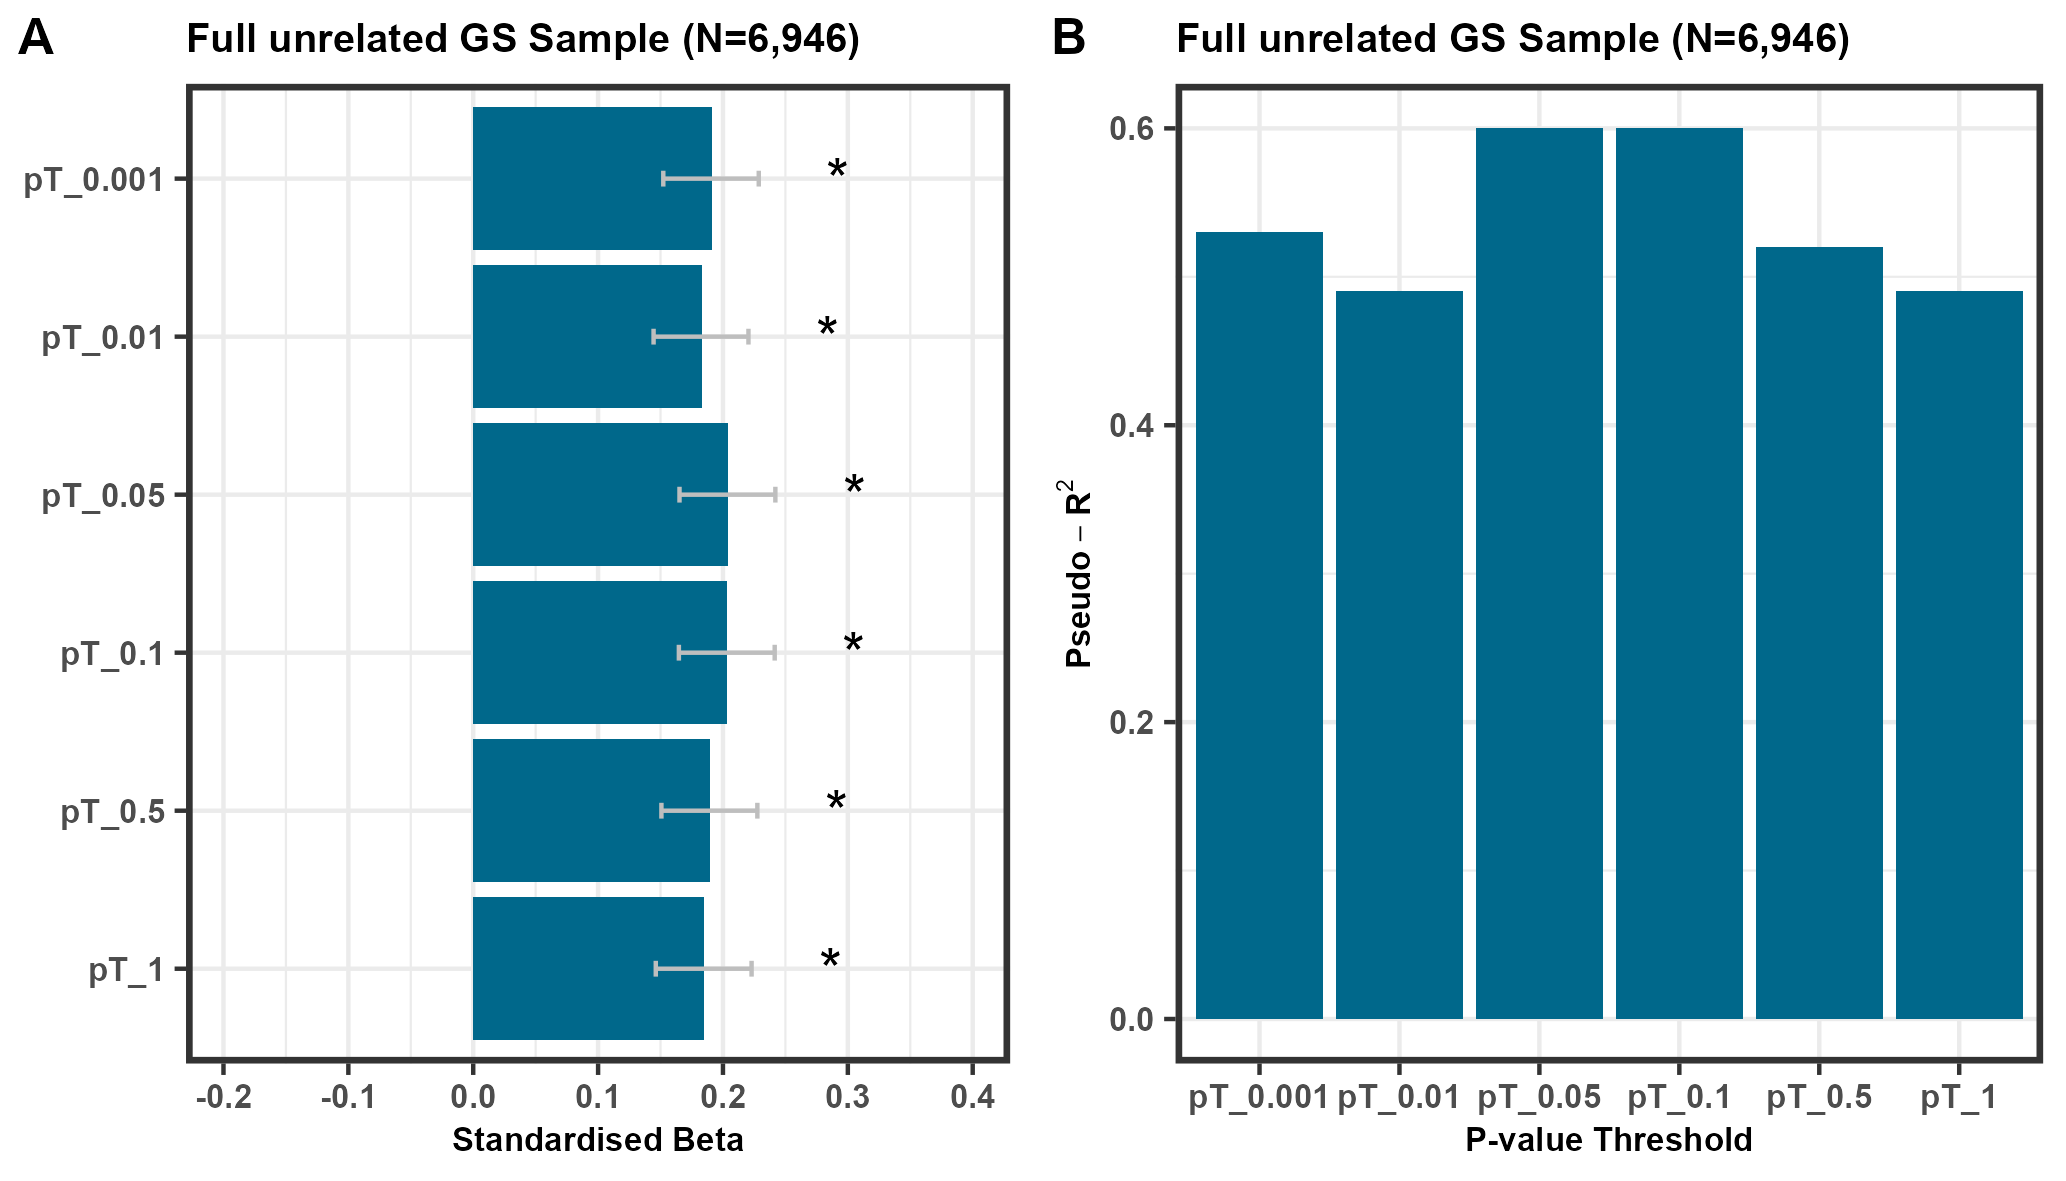 A
Full unrelated GS Sample (N=6,946)
pT_0.001
*
pT_0.01
*
pT_0.05
*
pT_0.1
*
pT_0.5
*
pT_1
*
-0.2 -0.1 0.0 0.1 0.2 0.3 0.4
Standardised Beta
B
Full unrelated GS Sample (N=6,946)
0.6
0.4
0.2
0.0
Pseudo – R²
pT_0.001 pT_0.01 pT_0.05 pT_0.1 pT_0.5 pT_1
P-value Threshold